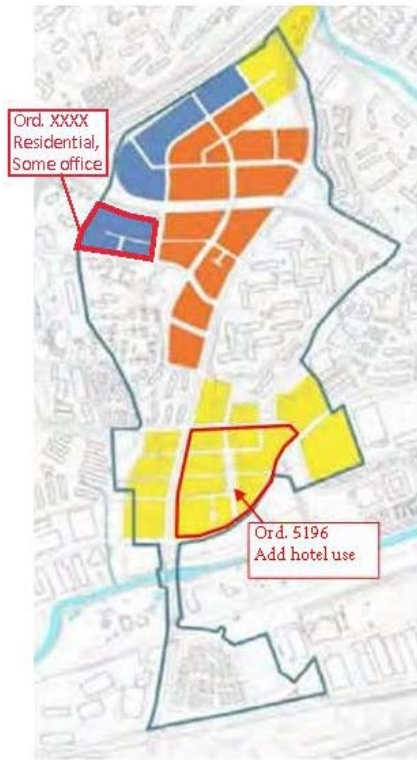 Ord. XXXX
Residential,
Some office
Ord. 5196
Add hotel use